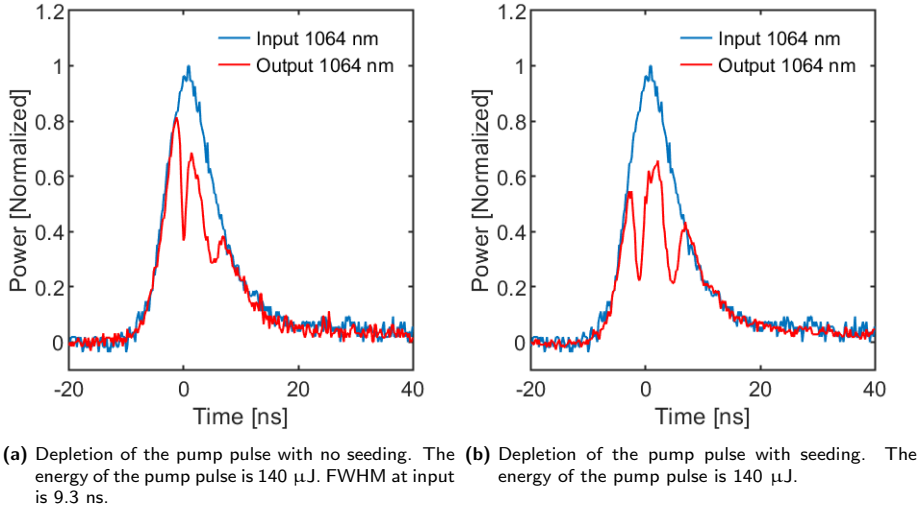 1.2
1
0.8
0.6
0.4
0.2
0
Power [Normalized]
Input 1064 nm
Output 1064 nm
-20
0
20
40
Time [ns]
1.2
1
0.8
0.6
0.4
0.2
0
Power [Normalized]
Input 1064 nm
Output 1064 nm
-20
0
20
40
Time [ns]
(a) Depletion of the pump pulse with no seeding. The
energy of the pump pulse is 140 µJ. FWHM at input
is 9.3 ns.
(b) Depletion of the pump pulse with seeding. The
energy of the pump pulse is 140 µJ.